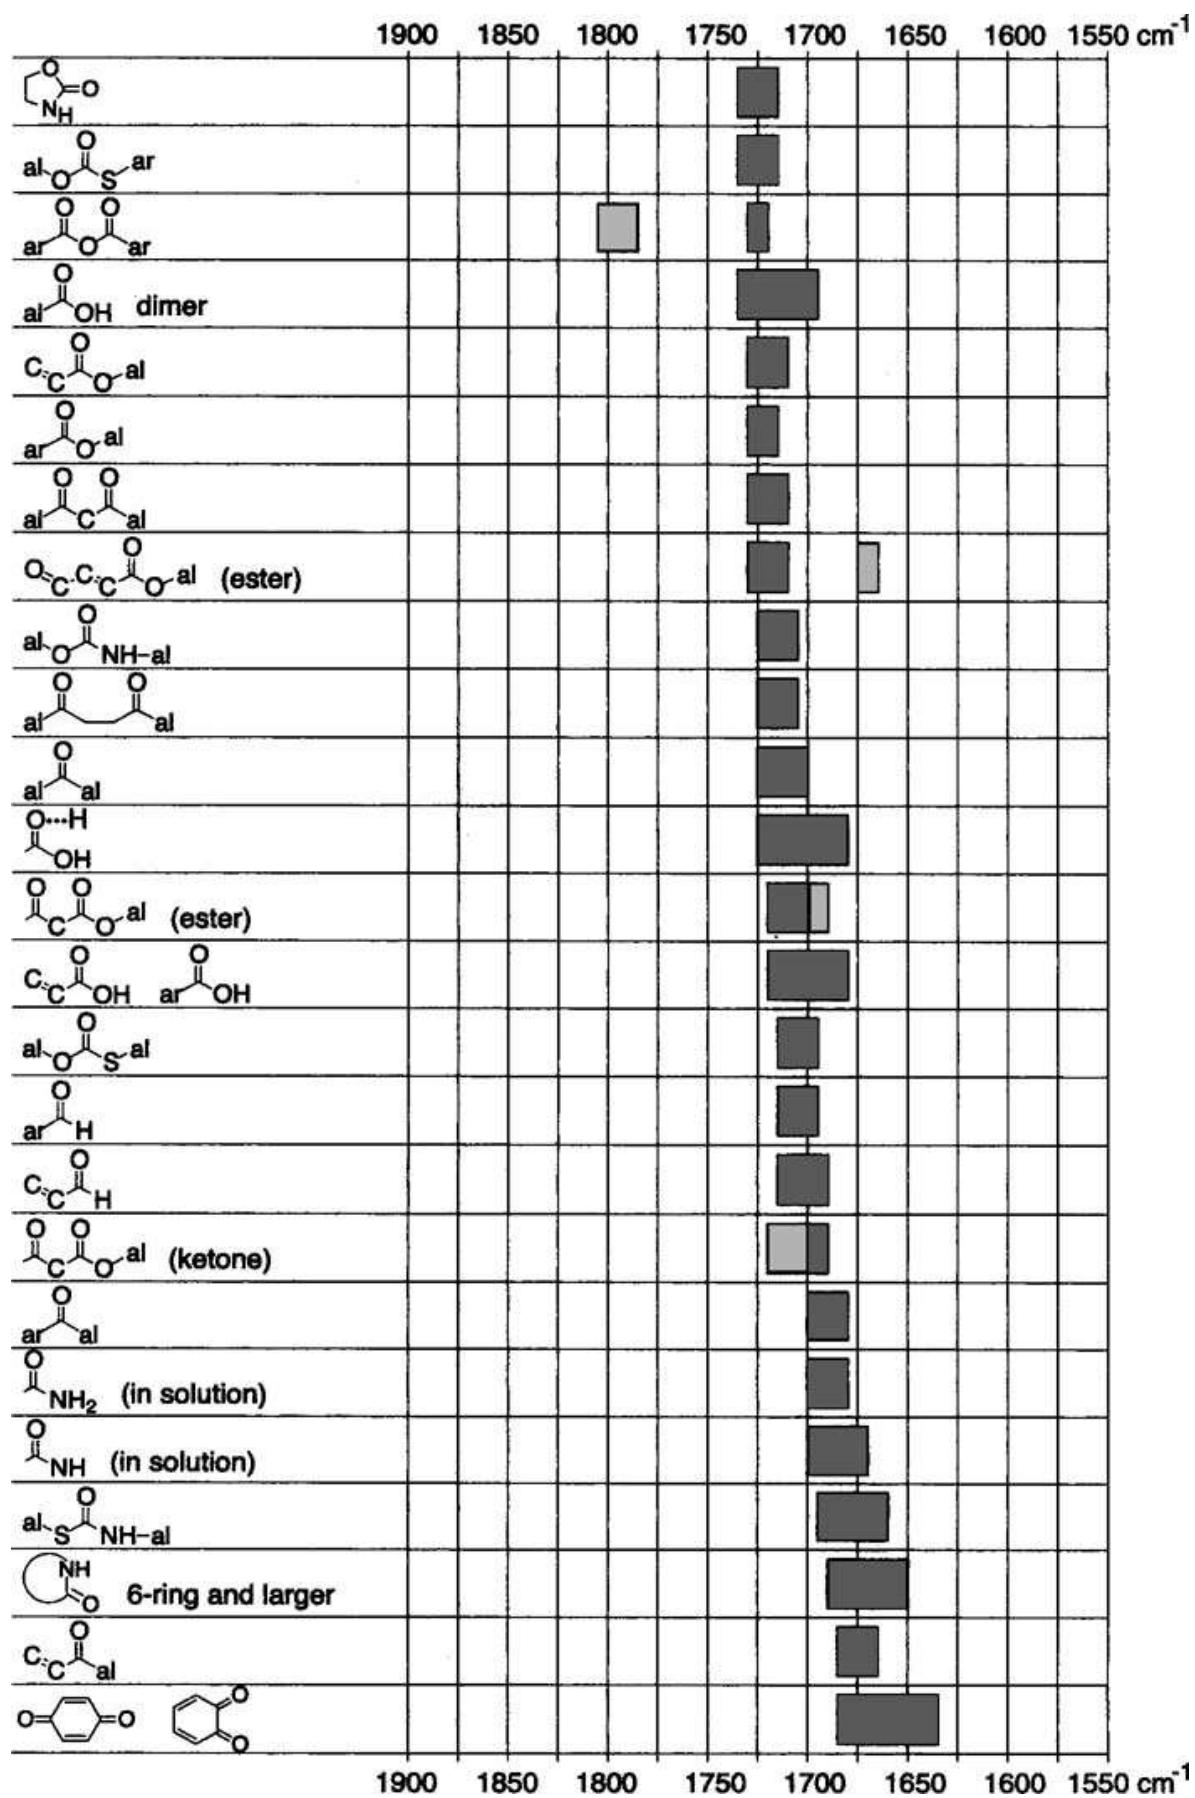 1900 1850 1800 1750 1700 1650 1600 1550 cm-1
O
O
NH
O
al O S ar
O O
ar O ar
O
al OH dimer
O
C C O al
O
ar O al
O O
al C al
O
O C C C O al (ester)
O
al O NH–al
O O
al al
O
al al
O···H
OH
O O
C O al (ester)
O O
C C OH ar OH
O
al O S al
O
ar H
O
C C H
O O
C O al (ketone)
O
ar al
O
NH2 (in solution)
O
NH (in solution)
O
al S NH–al
NH
O 6-ring and larger
O
C C al
O O O
O
1900 1850 1800 1750 1700 1650 1600 1550 cm-1